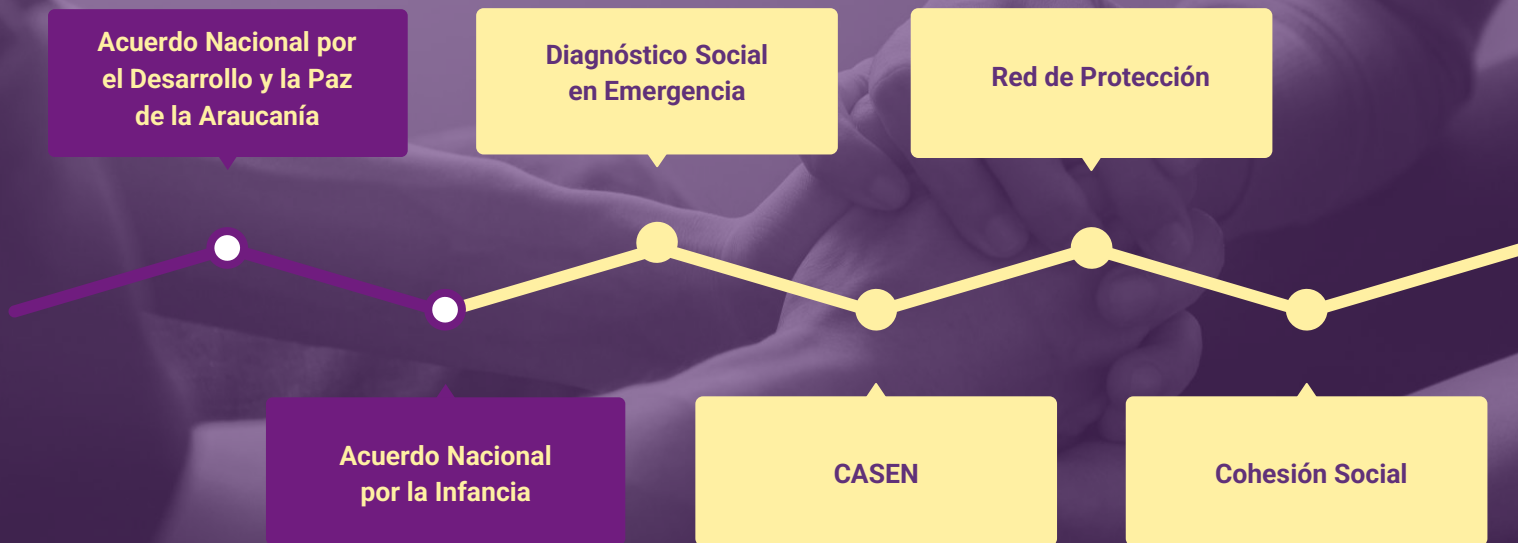 Acuerdo Nacional por
el Desarrollo y la Paz
de la Araucanía
Acuerdo Nacional
por la Infancia
Diagnóstico Social
en Emergencia
CASEN
Red de Protección
Cohesión Social